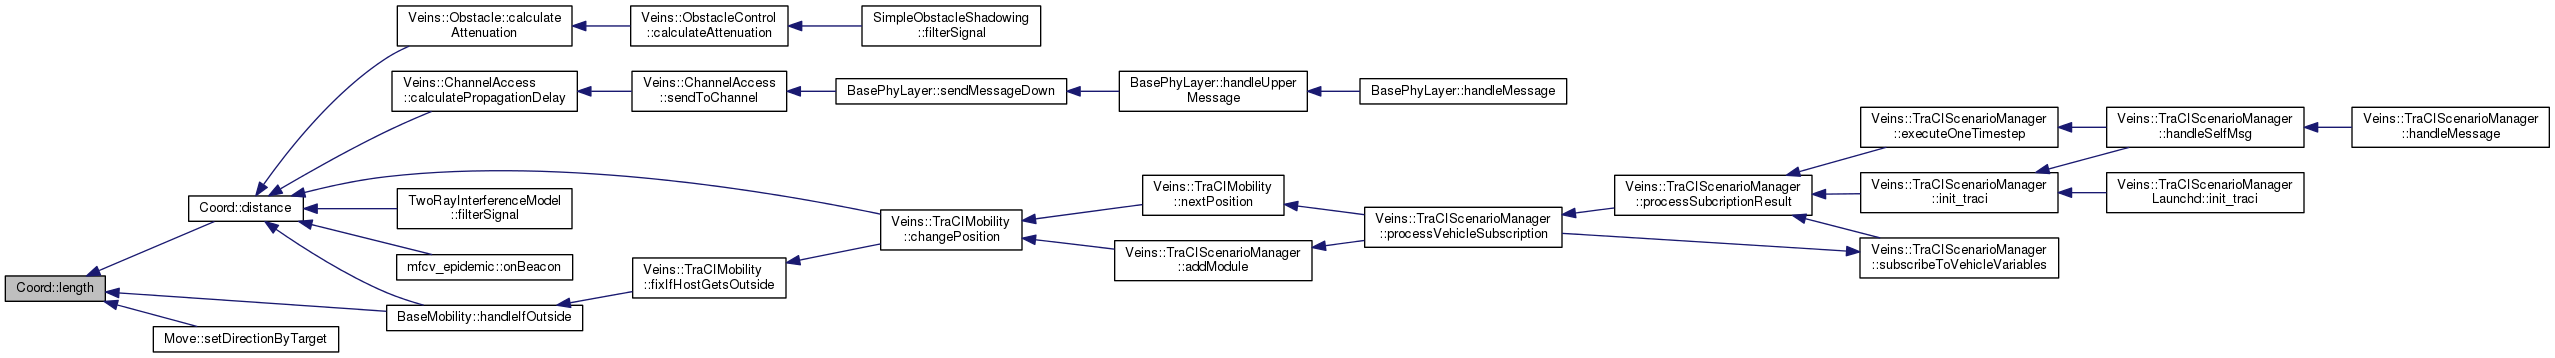 Coord::length
Coord::distance
Move::setDirectionByTarget
Veins::Obstacle::calculate
Attenuation
Veins::ChannelAccess
::calculatePropagationDelay
TwoRayInterferenceModel
::filterSignal
mfcv_epidemic::onBeacon
BaseMobility::handleIfOutside
Veins::ObstacleControl
::calculateAttenuation
Veins::ChannelAccess
::sendToChannel
Veins::TraCIMobility
::fixIfHostGetsOutside
SimpleObstacleShadowing
::filterSignal
BasePhyLayer::sendMessageDown
Veins::TraCIMobility
::changePosition
BasePhyLayer::handleUpper
Message
Veins::TraCIMobility
::nextPosition
Veins::TraCIScenarioManager
::addModule
BasePhyLayer::handleMessage
Veins::TraCIScenarioManager
::processVehicleSubscription
Veins::TraCIScenarioManager
::processSubcriptionResult
Veins::TraCIScenarioManager
::executeOneTimestep
Veins::TraCIScenarioManager
::init_traci
Veins::TraCIScenarioManager
::subscribeToVehicleVariables
Veins::TraCIScenarioManager
::handleSelfMsg
Veins::TraCIScenarioManager
Launchd::init_traci
Veins::TraCIScenarioManager
::handleMessage